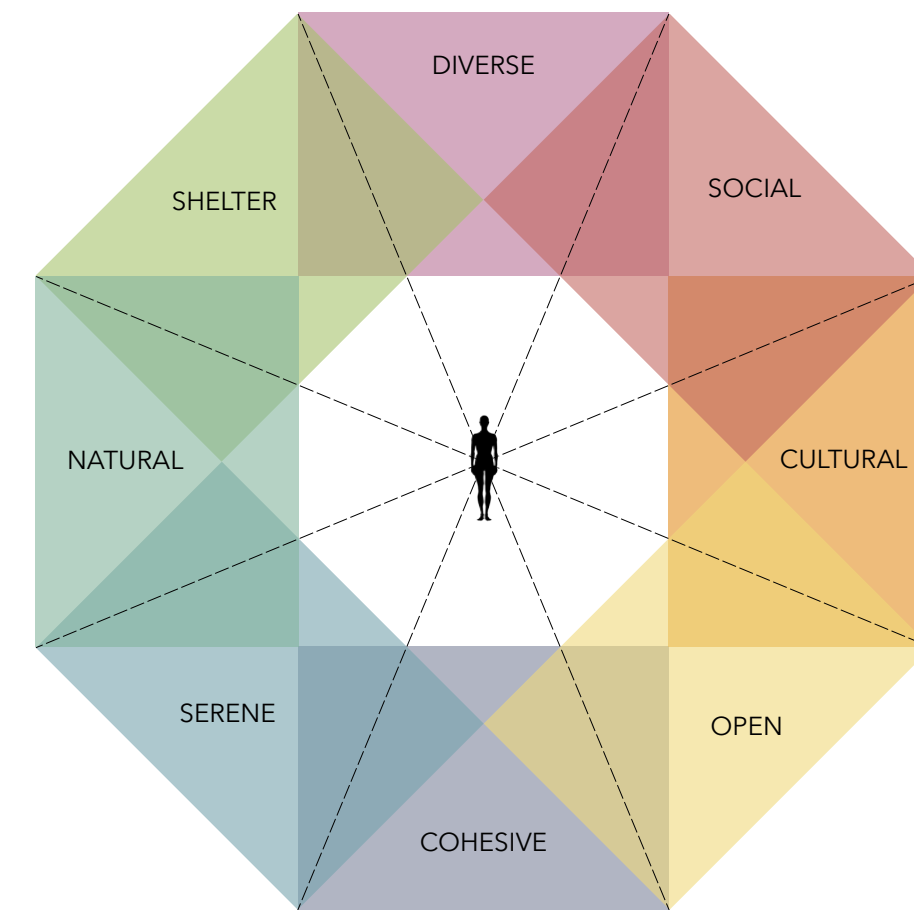 DIVERSE
SOCIAL
SHELTER
NATURAL
CULTURAL
SERENE
OPEN
COHESIVE